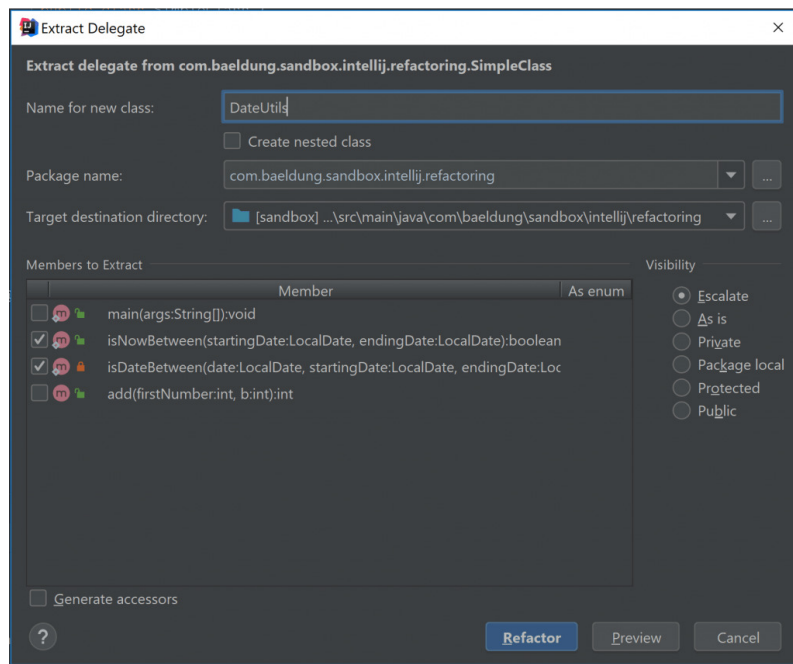 Extract Delegate
Extract delegate from com.baeldung.sandbox.intellij.refactoring.SimpleClass
Name for new class: DateUtils
Create nested class
Package name: com.baeldung.sandbox.intellij.refactoring ...
Target destination directory: [sandbox] ...\src\main\java\com\baeldung\sandbox\intellij\refactoring ...
Members to Extract
Member As enum
main(args:String[]):void
isNowBetween(startingDate:LocalDate, endingDate:LocalDate):boolean
isDateBetween(date:LocalDate, startingDate:LocalDate, endingDate:Loc
add(firstNumber:int, b:int):int
Visibility
Escalate
As is
Private
Package local
Protected
Public
Generate accessors
? Refactor Preview Cancel